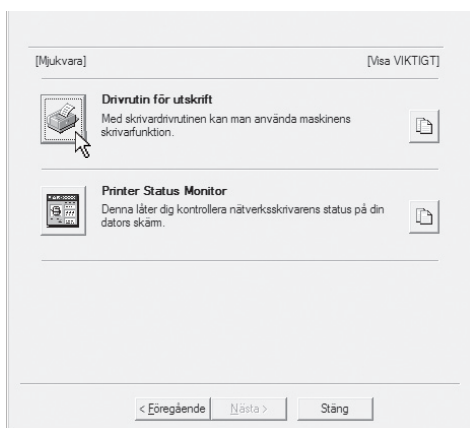 [Mjukvara] [Visa VIKTIGT]
Drivrutin för utskrift
Med skrivardrivrutinen kan man använda maskinens
skrivarfunktion.
Printer Status Monitor
Denna låter dig kontrollera nätverksskrivarens status på din
dators skärm.
< Föregående Nästa > Stäng